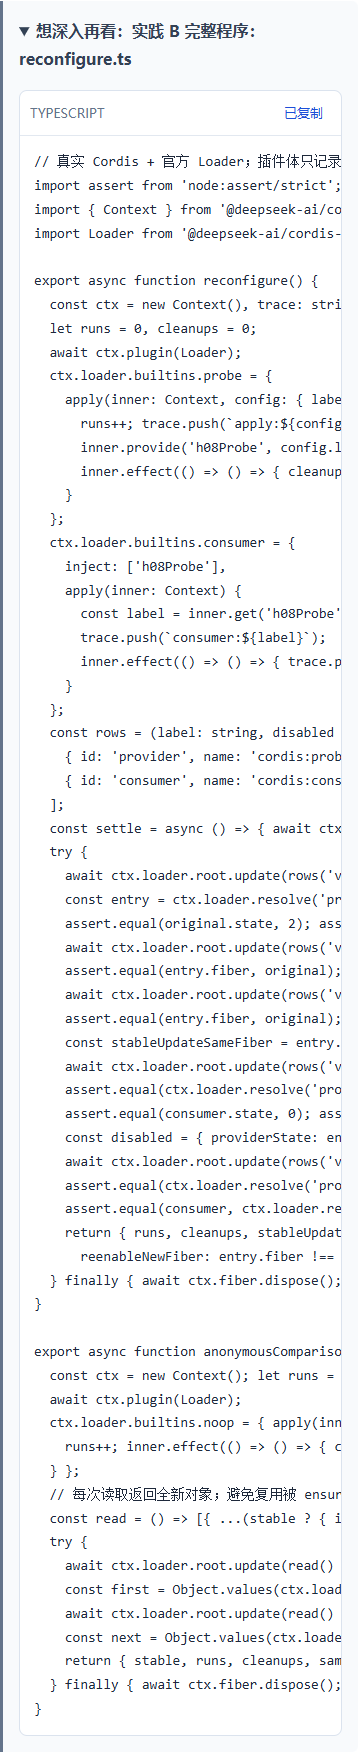 ▼ 想深入再看：实践 B 完整程序：
reconfigure.ts
TYPESCRIPT 已复制
// 真实 Cordis + 官方 Loader；插件体只记录
import assert from 'node:assert/strict';
import { Context } from '@deepseek-ai/co
import Loader from '@deepseek-ai/cordis-

export async function reconfigure() {
  const ctx = new Context(), trace: stri
  let runs = 0, cleanups = 0;
  await ctx.plugin(Loader);
  ctx.loader.builtins.probe = {
    apply(inner: Context, config: { labe
      runs++; trace.push(`apply:${config
      inner.provide('h08Probe', config.l
      inner.effect(() => () => { cleanup
    }
  };
  ctx.loader.builtins.consumer = {
    inject: ['h08Probe'],
    apply(inner: Context) {
      const label = inner.get('h08Probe'
      trace.push(`consumer:${label}`);
      inner.effect(() => () => { trace.p
    }
  };
  const rows = (label: string, disabled
    { id: 'provider', name: 'cordis:prob
    { id: 'consumer', name: 'cordis:cons
  ];
  const settle = async () => { await ctx
  try {
    await ctx.loader.root.update(rows('v
    const entry = ctx.loader.resolve('pr
    assert.equal(original.state, 2); ass
    await ctx.loader.root.update(rows('v
    assert.equal(entry.fiber, original);
    await ctx.loader.root.update(rows('v
    assert.equal(entry.fiber, original);
    const stableUpdateSameFiber = entry.
    await ctx.loader.root.update(rows('v
    assert.equal(ctx.loader.resolve('pro
    assert.equal(consumer.state, 0); ass
    const disabled = { providerState: en
    await ctx.loader.root.update(rows('v
    assert.equal(ctx.loader.resolve('pro
    assert.equal(consumer, ctx.loader.re
    return { runs, cleanups, stableUpdat
      reenableNewFiber: entry.fiber !==
  } finally { await ctx.fiber.dispose();
}

export async function anonymousCompariso
  const ctx = new Context(); let runs =
  await ctx.plugin(Loader);
  ctx.loader.builtins.noop = { apply(inn
    runs++; inner.effect(() => () => { c
  } };
  // 每次读取返回全新对象；避免复用被 ensur
  const read = () => [{ ...(stable ? { i
  try {
    await ctx.loader.root.update(read()
    const first = Object.values(ctx.load
    await ctx.loader.root.update(read()
    const next = Object.values(ctx.loade
    return { stable, runs, cleanups, sam
  } finally { await ctx.fiber.dispose();
}